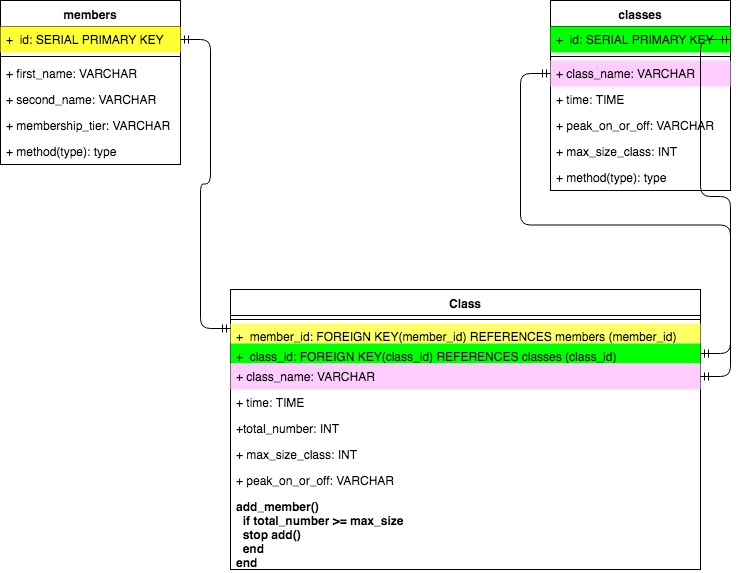 members
+ id: SERIAL PRIMARY KEY
+ first_name: VARCHAR
+ second_name: VARCHAR
+ membership_tier: VARCHAR
+ method(type): type
classes
+ id: SERIAL PRIMARY KEY
+ class_name: VARCHAR
+ time: TIME
+ peak_on_or_off: VARCHAR
+ max_size_class: INT
+ method(type): type
Class
+ member_id: FOREIGN KEY(member_id) REFERENCES members (member_id)
+ class_id: FOREIGN KEY(class_id) REFERENCES classes (class_id)
+ class_name: VARCHAR
+ time: TIME
+total_number: INT
+ max_size_class: INT
+ peak_on_or_off: VARCHAR
add_member()
if total_number >= max_size
stop add()
end
end